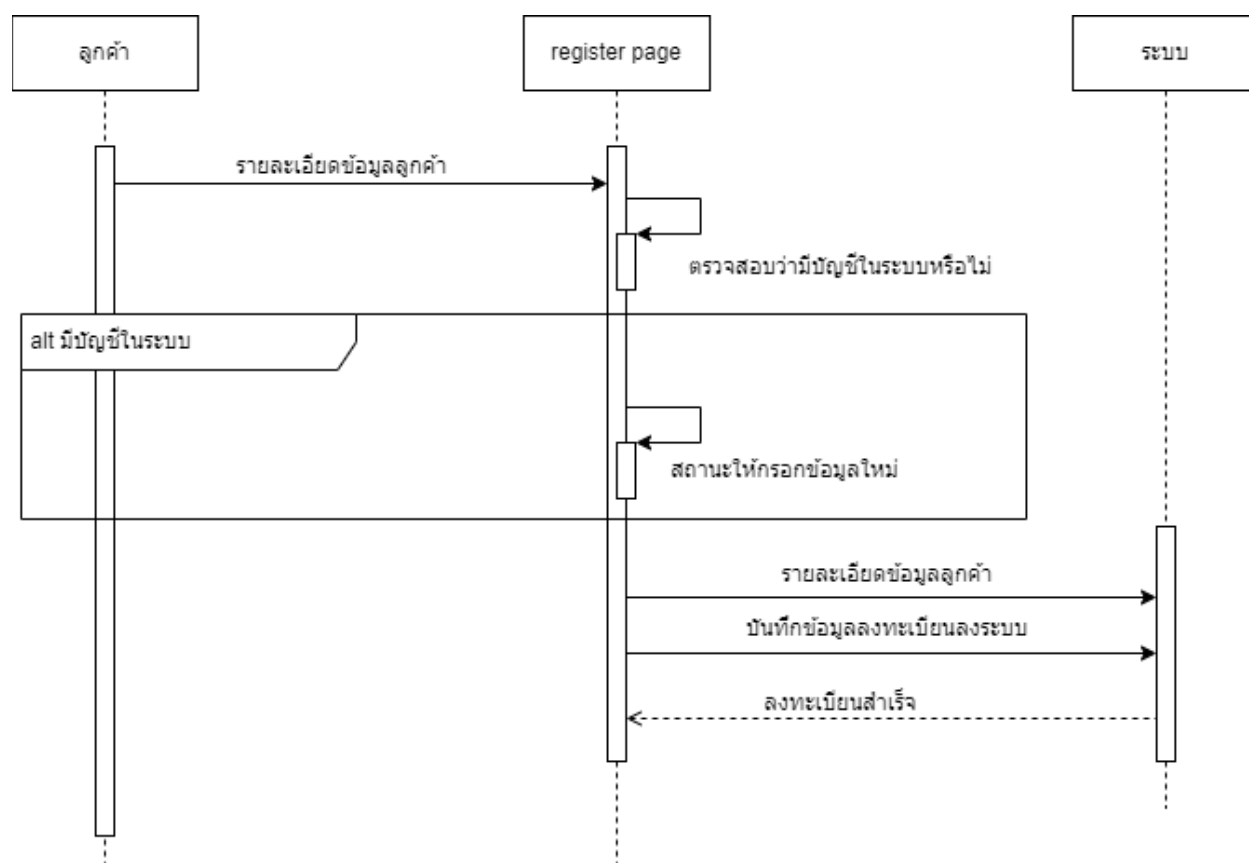 ลูกค้า
register page
ระบบ
รายละเอียดข้อมูลลูกค้า
ตรวจสอบว่ามีบัญชีในระบบหรือไม่
alt มีบัญชีในระบบ
สถานะให้กรอกข้อมูลใหม่
รายละเอียดข้อมูลลูกค้า
บันทึกข้อมูลลงทะเบียนลงระบบ
ลงทะเบียนสำเร็จ